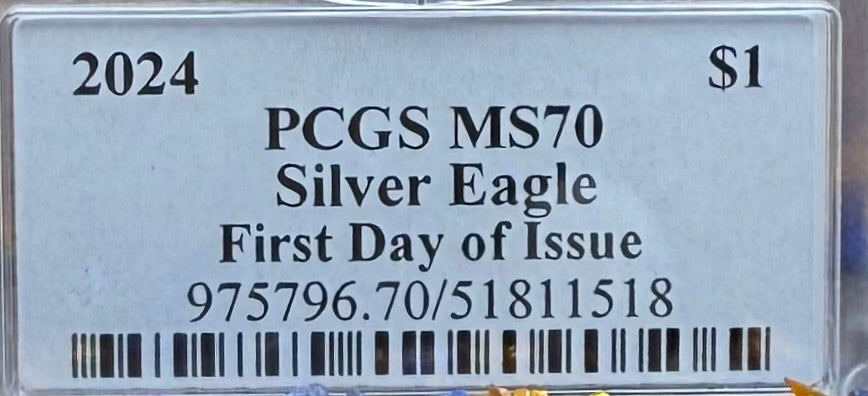 2024 $1
PCGS MS70
Silver Eagle
First Day of Issue
975796.70/51811518